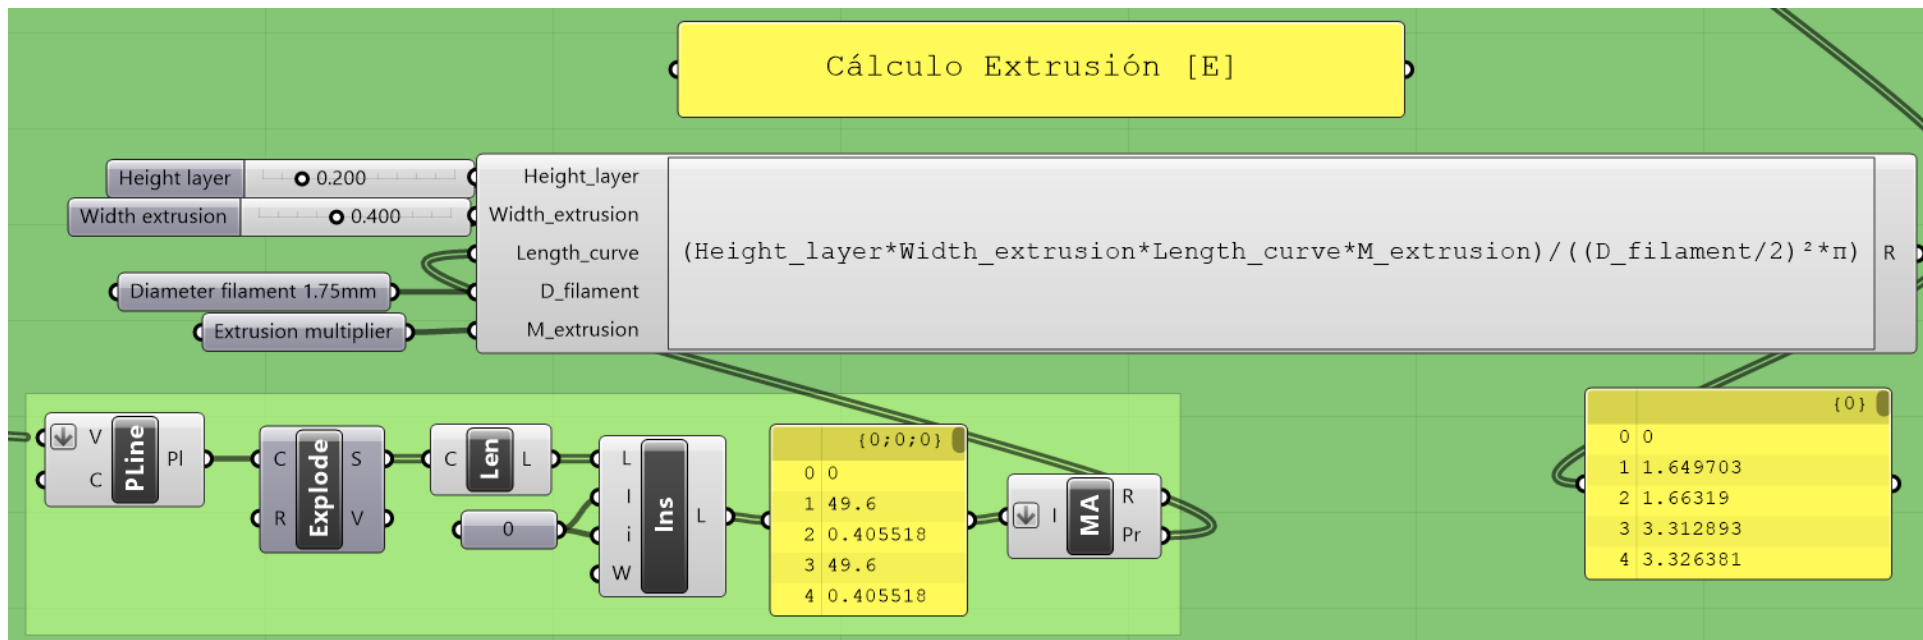 Cálculo Extrusión [E]
Height layer 0.200
Width extrusion 0.400
Diameter filament 1.75mm
Extrusion multiplier
Height_layer
Width_extrusion
Length_curve
D_filament
M_extrusion
(Height_layer*Width_extrusion*Length_curve*M_extrusion)/((D_filament/2)²*π)
R
V
C
PLine
Pl
C
R
Explode
S
V
C
Len
L
0
L
I
i
W
Ins
L
{0;0;0}
0 0
1 49.6
2 0.405518
3 49.6
4 0.405518
I
MA
R
Pr
{0}
0 0
1 1.649703
2 1.66319
3 3.312893
4 3.326381